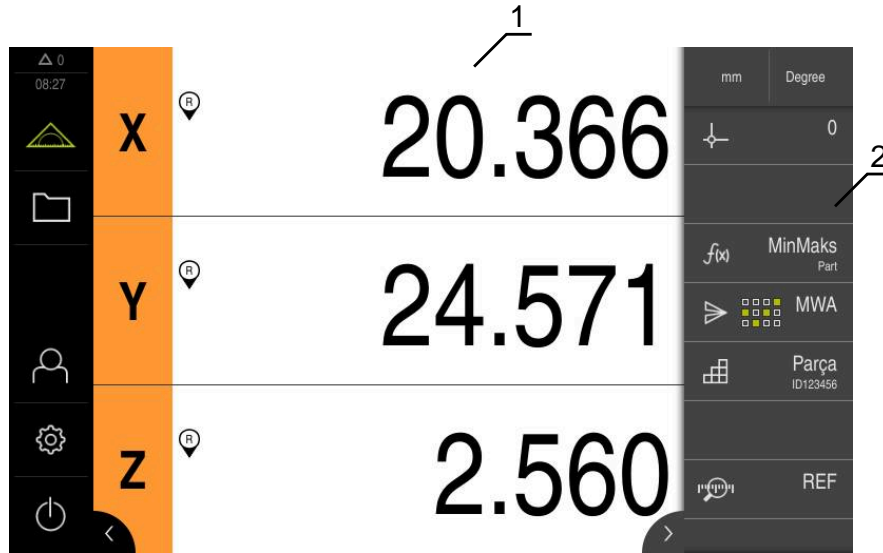 1
0
08:27
X
R
20.366
mm
Degree
0
2
MinMaks
Part
Y
R
24.571
f(x)
MWA
Parça
ID123456
Z
R
2.560
REF